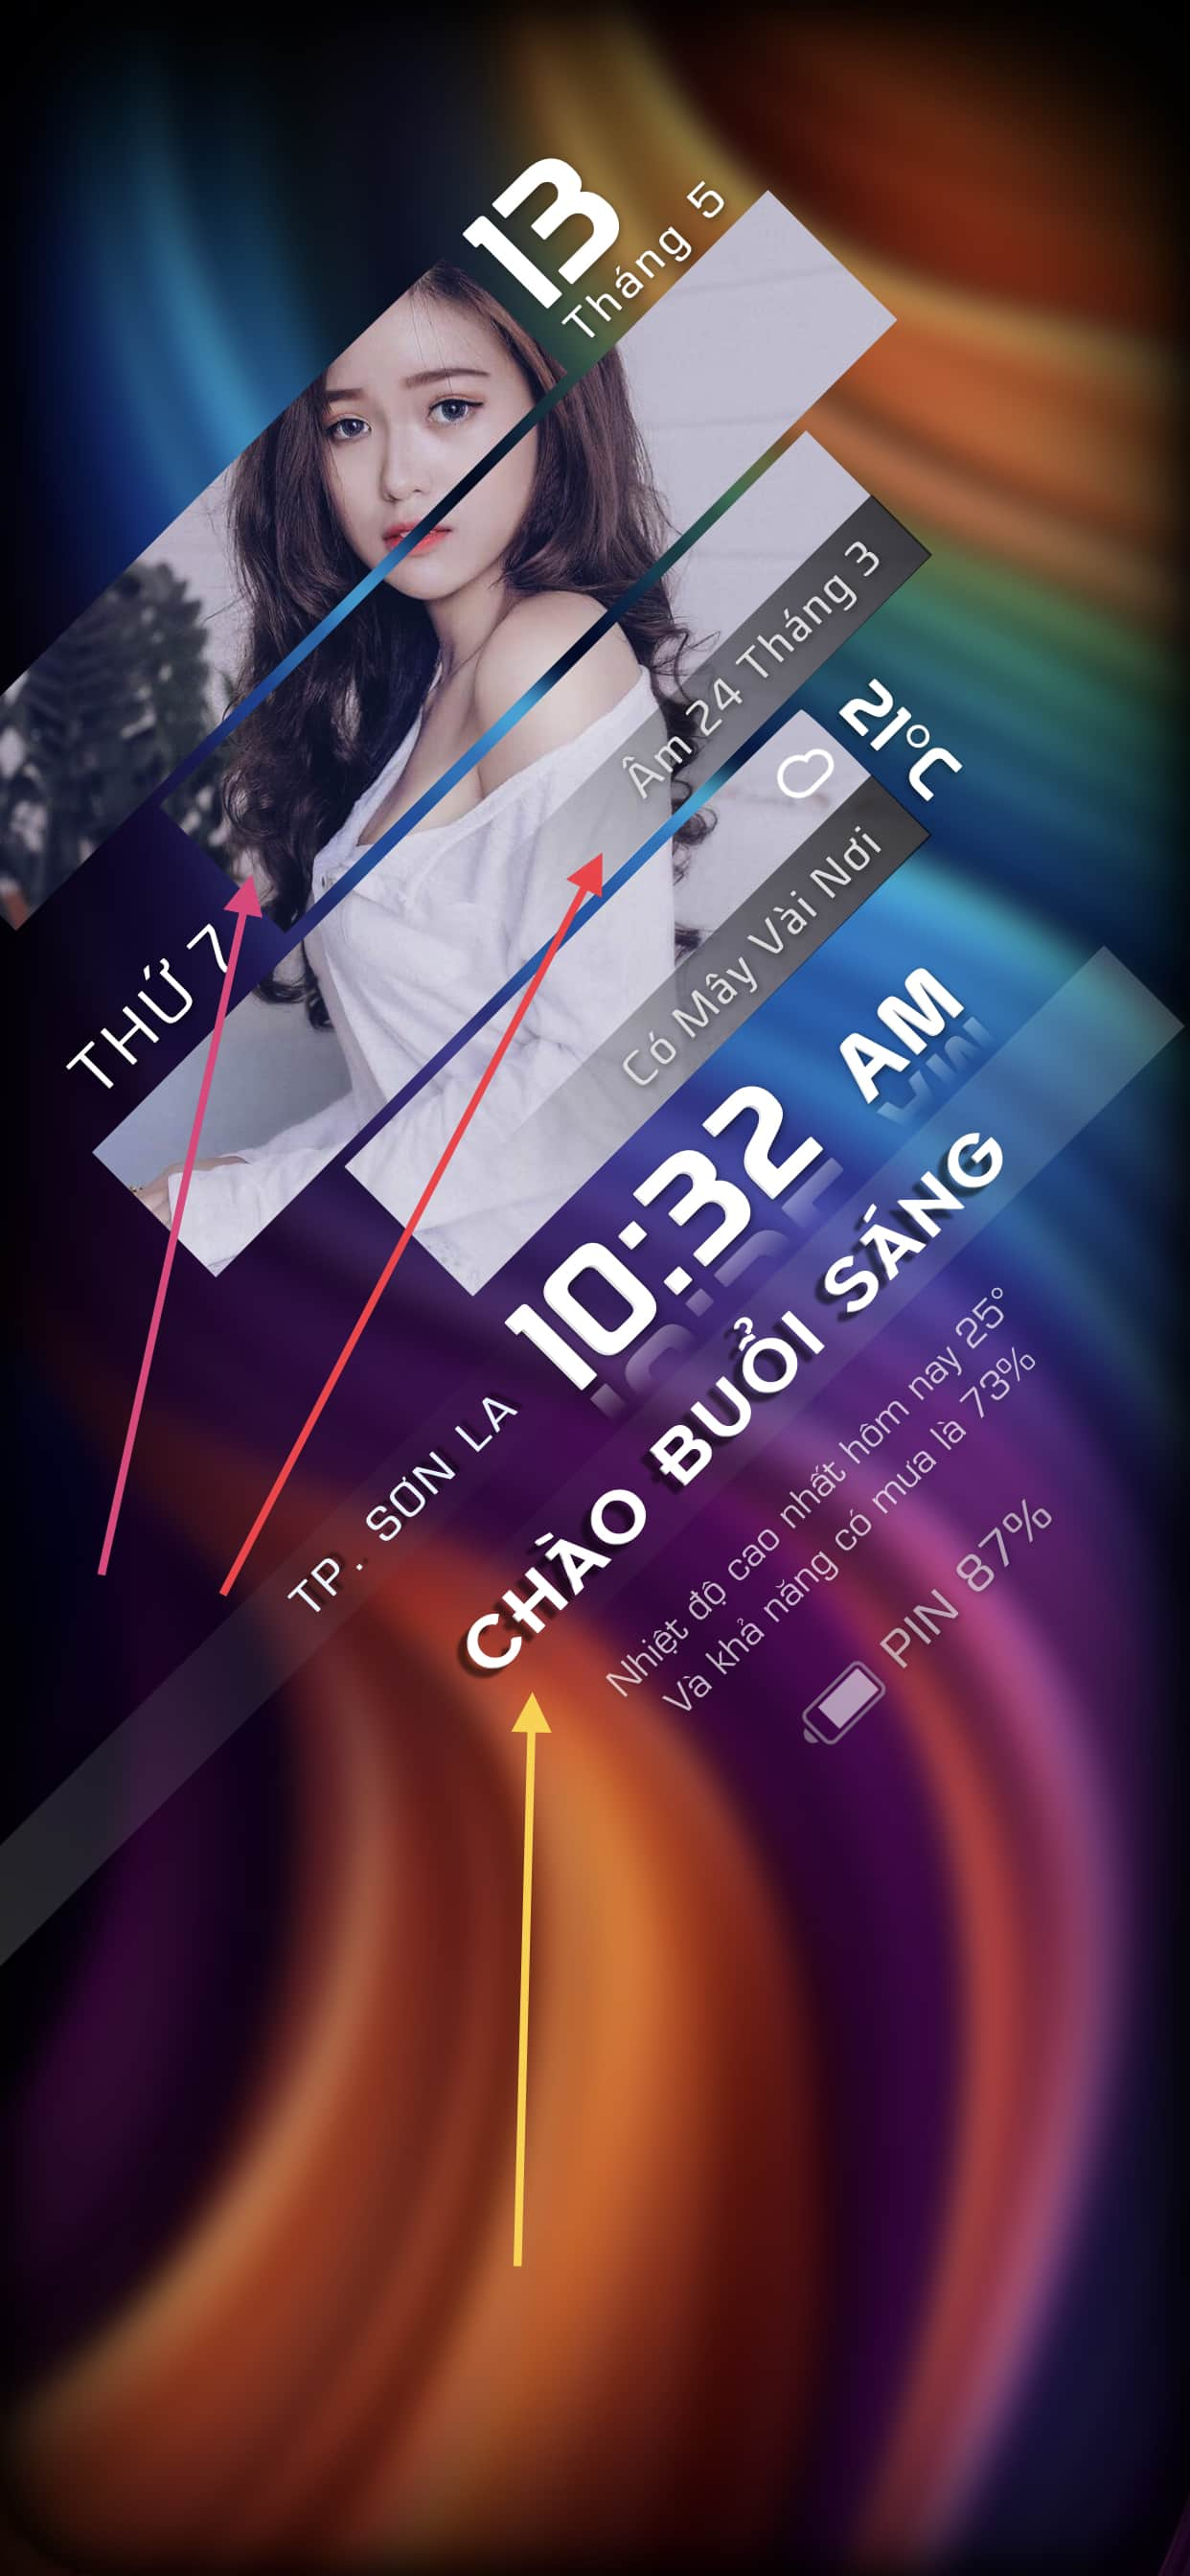 13
Tháng 5
THỨ 7
Âm 24 Tháng 3
21°C
Có Mây Vài Nơi
10:32 AM
TP. SƠN LA
CHÀO BUỔI SÁNG
Nhiệt độ cao nhất hôm nay 25°
Và khả năng có mưa là 73%
PIN 87%